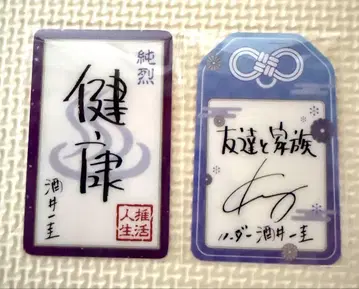 純烈
健康
酒井一圭
推活
人生
友達と家族
リーダー 酒井一圭